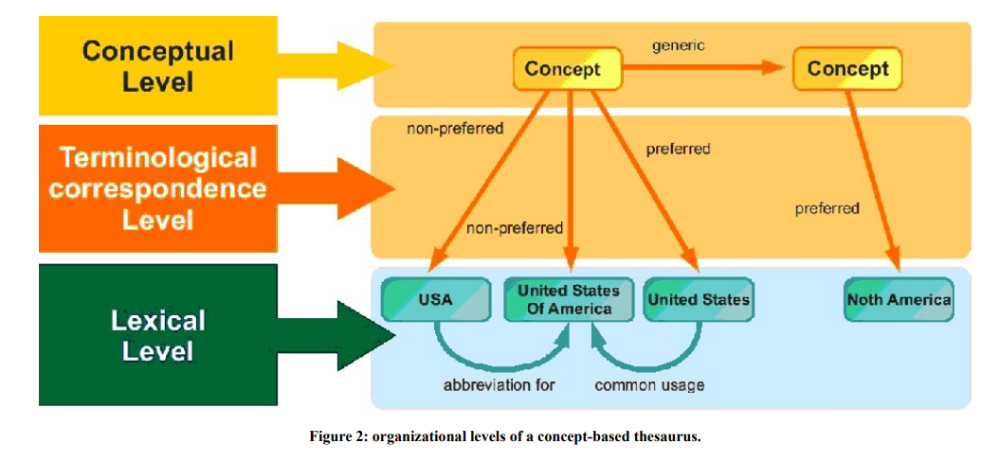 Conceptual
Level
generic
Concept
Concept
non-preferred
Terminological
correspondence
Level
preferred
preferred
non-preferred
Lexical
Level
USA
United States
Of America
United States
Noth America
abbreviation for
common usage
Figure 2: organizational levels of a concept-based thesaurus.